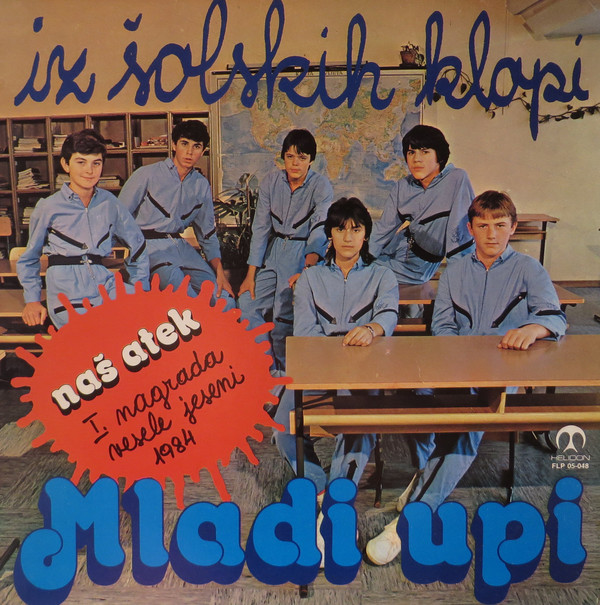 iz šolskih klopi
naš atek
I. nagrada
vesele jeseni
1984
HELIDON
FLP 05-048
Mladi upi